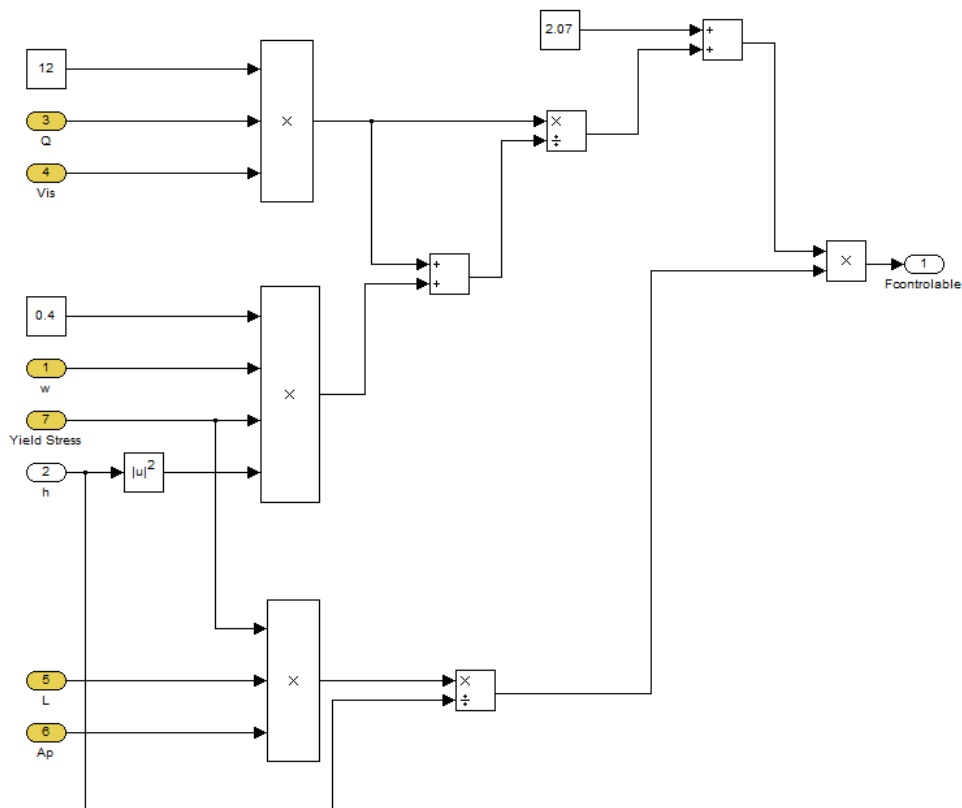 2.07
+
+
12
3
Q
4
Vis
×
×
÷
+
+
×
1
Fcontrolable
0.4
1
w
7
Yield Stress
2
h
|u|²
×
5
L
6
Ap
×
×
÷